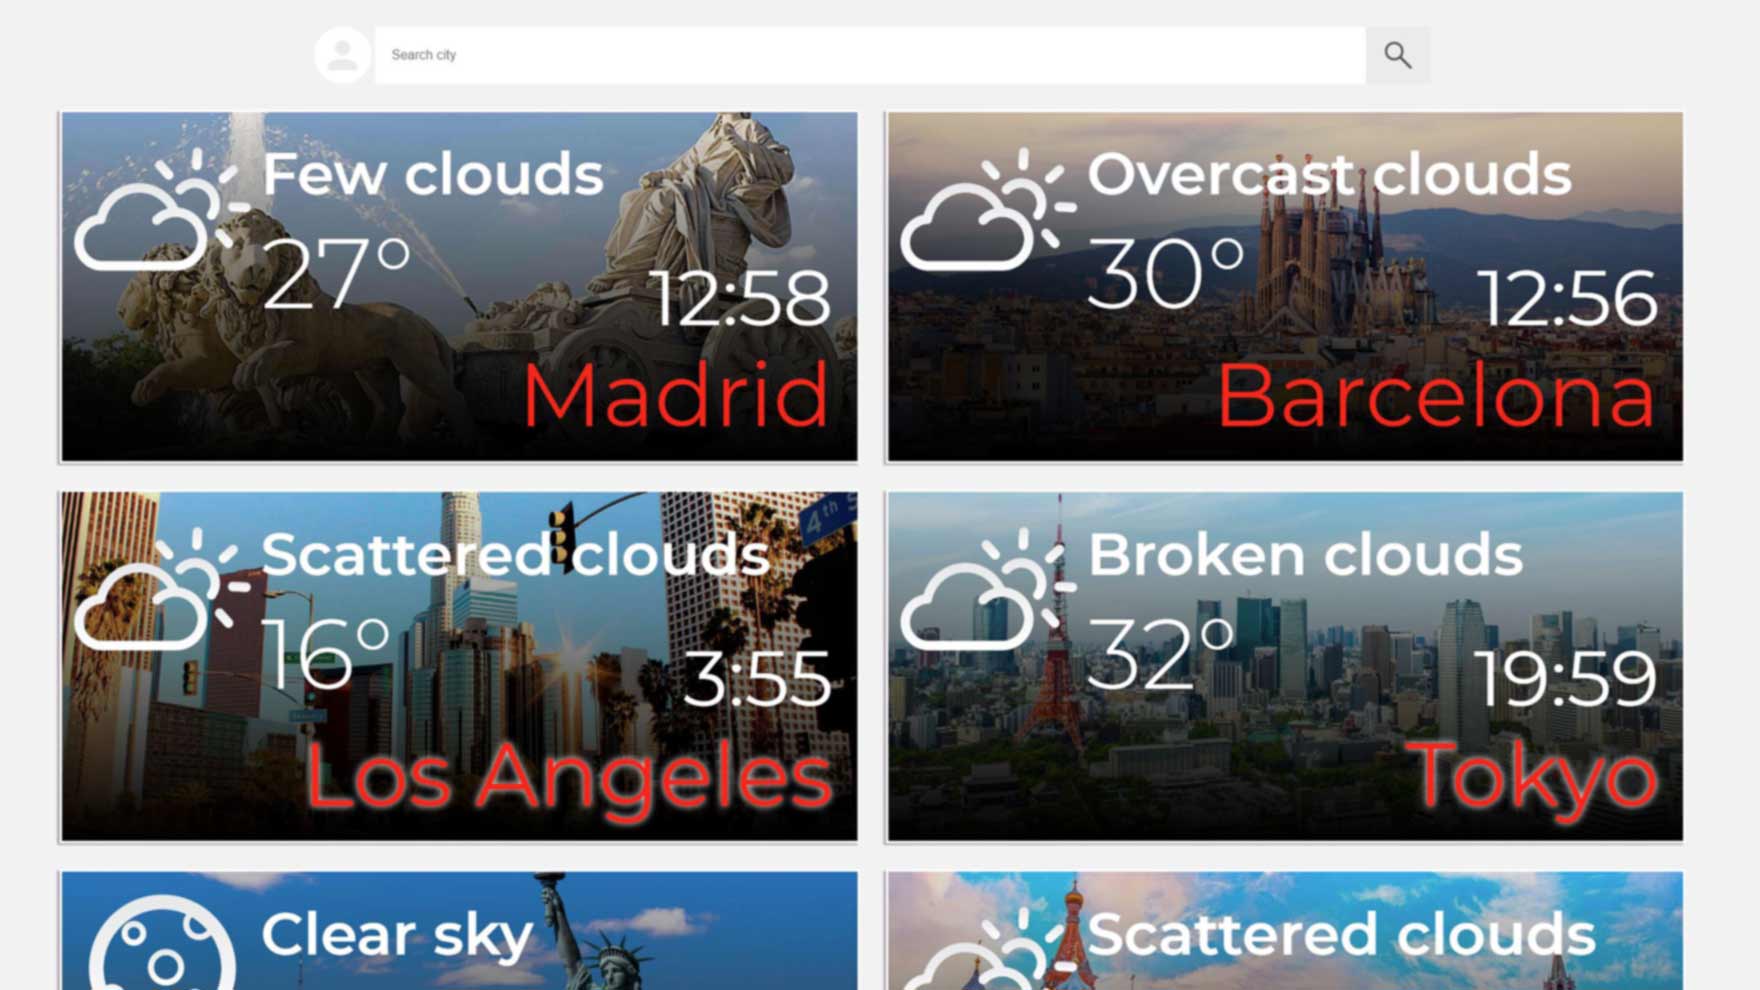 Search city
Few clouds
27°
12:58
Madrid
Overcast clouds
30°
12:56
Barcelona
4th S
Scattered clouds
16°
3:55
Los Angeles
Broken clouds
32°
19:59
Tokyo
Clear sky
Scattered clouds